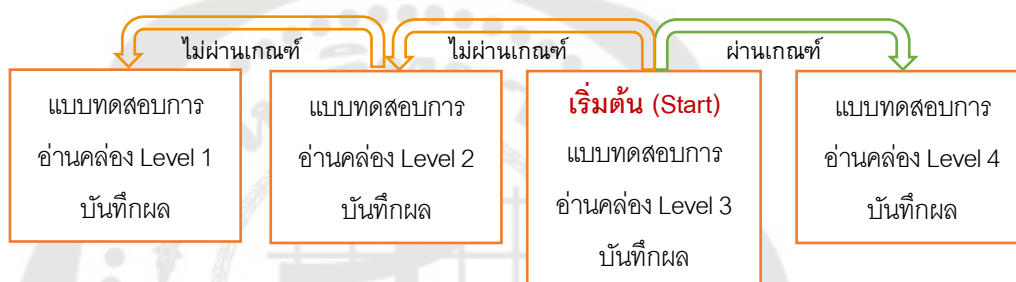 ไม่ผ่านเกณฑ์
ไม่ผ่านเกณฑ์
ผ่านเกณฑ์
แบบทดสอบการ
อ่านคล่อง Level 1
บันทึกผล
แบบทดสอบการ
อ่านคล่อง Level 2
บันทึกผล
เริ่มต้น (Start)
แบบทดสอบการ
อ่านคล่อง Level 3
บันทึกผล
แบบทดสอบการ
อ่านคล่อง Level 4
บันทึกผล